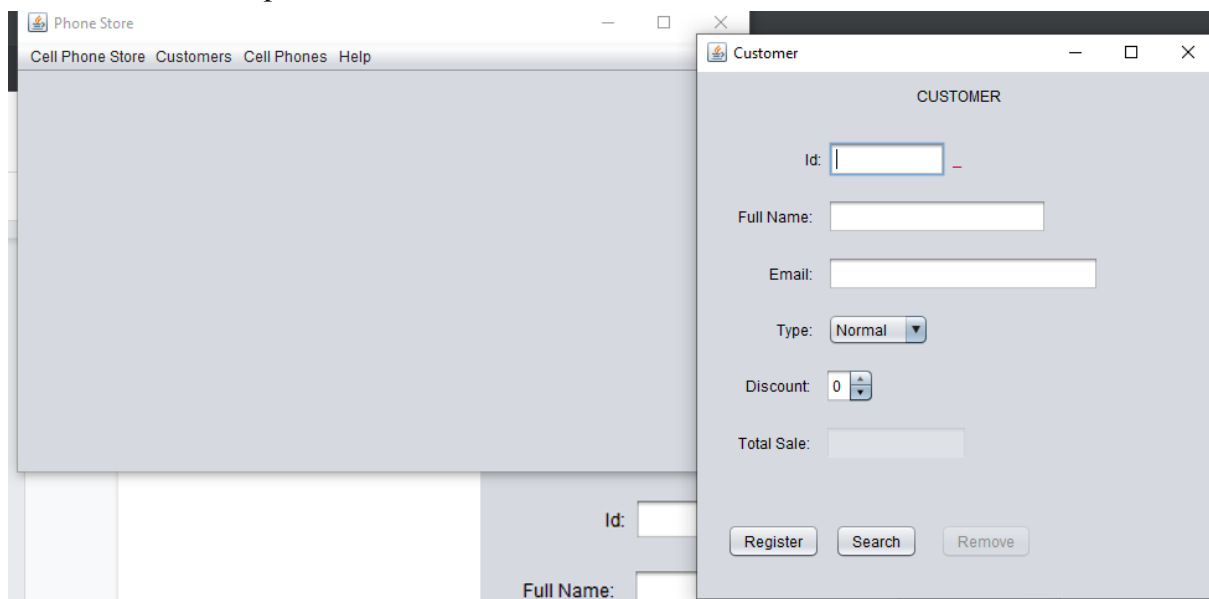 Phone Store
Cell Phone Store Customers Cell Phones Help
Customer
CUSTOMER
Id:
_
Full Name:
Email:
Type: Normal
Discount: 0
Total Sale:
Register Search Remove
Id:
Full Name: